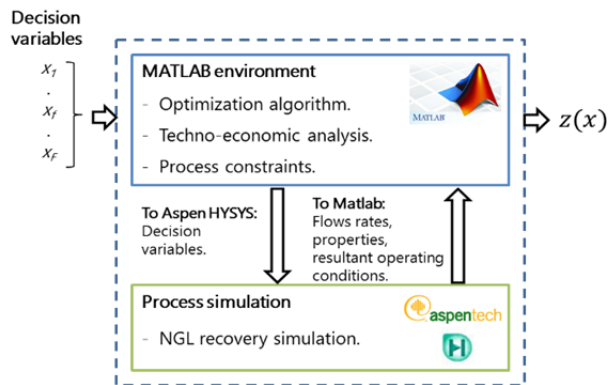 Decision
variables
x1
.
xf
.
xF
MATLAB environment
- Optimization algorithm.
- Techno-economic analysis.
- Process constraints.
MATLAB
z(x)
To Aspen HYSYS:
Decision
variables.
To Matlab:
Flows rates,
properties,
resultant operating
conditions.
Process simulation
- NGL recovery simulation.
aspentech
H